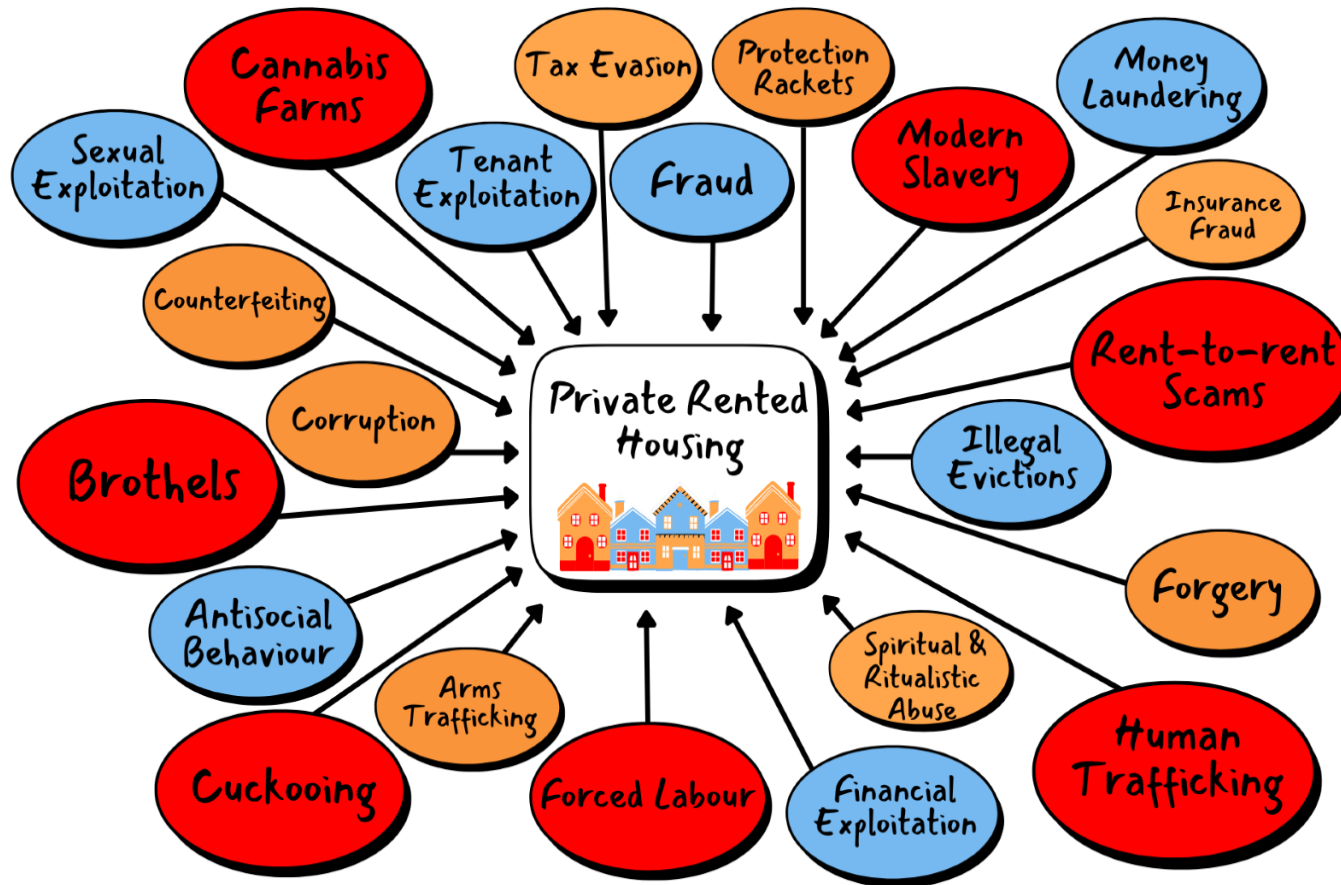 Cannabis
Farms
Tax Evasion
Protection
Rackets
Money
Laundering
Sexual
Exploitation
Tenant
Exploitation
Fraud
Modern
Slavery
Insurance
Fraud
Counterfeiting
Rent-to-rent
Scams
Corruption
Private Rented
Housing
Illegal
Evictions
Brothels
Forgery
Antisocial
Behaviour
Arms
Trafficking
Spiritual &
Ritualistic
Abuse
Human
Trafficking
Cuckooing
Forced Labour
Financial
Exploitation